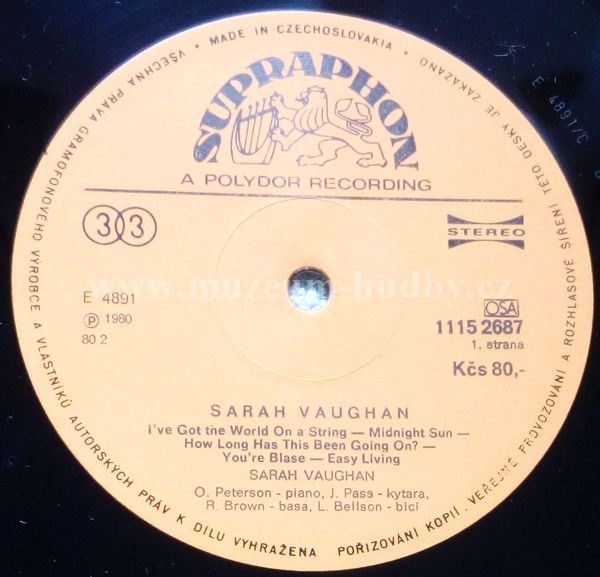 VŠECHNA PRÁVA GRAMOFONOVÉHO VÝROBCE A VLASTNÍKŮ AUTORSKÝCH PRÁV K DÍLU VYHRAŽENA
• MADE IN CZECHOSLOVAKIA •
POŘIZOVÁNÍ KOPIÍ, VEŘEJNÉ PROVOZOVÁNÍ A ROZHLASOVÉ ŠÍŘENÍ TÉTO DESKY JE ZAKÁZÁNO
E 4891/C
SUPRAPHON
A POLYDOR RECORDING
33
STEREO
www.muzeum-hudby.cz
E 4891
℗ 1980
80 2
OSA
1115 2687
1. strana
Kčs 80,-
SARAH VAUGHAN
I've Got the World On a String — Midnight Sun —
How Long Has This Been Going On? —
You're Blase — Easy Living
SARAH VAUGHAN
O. Peterson - piano, J. Pass - kytara,
R. Brown - basa, L. Bellson - bicí